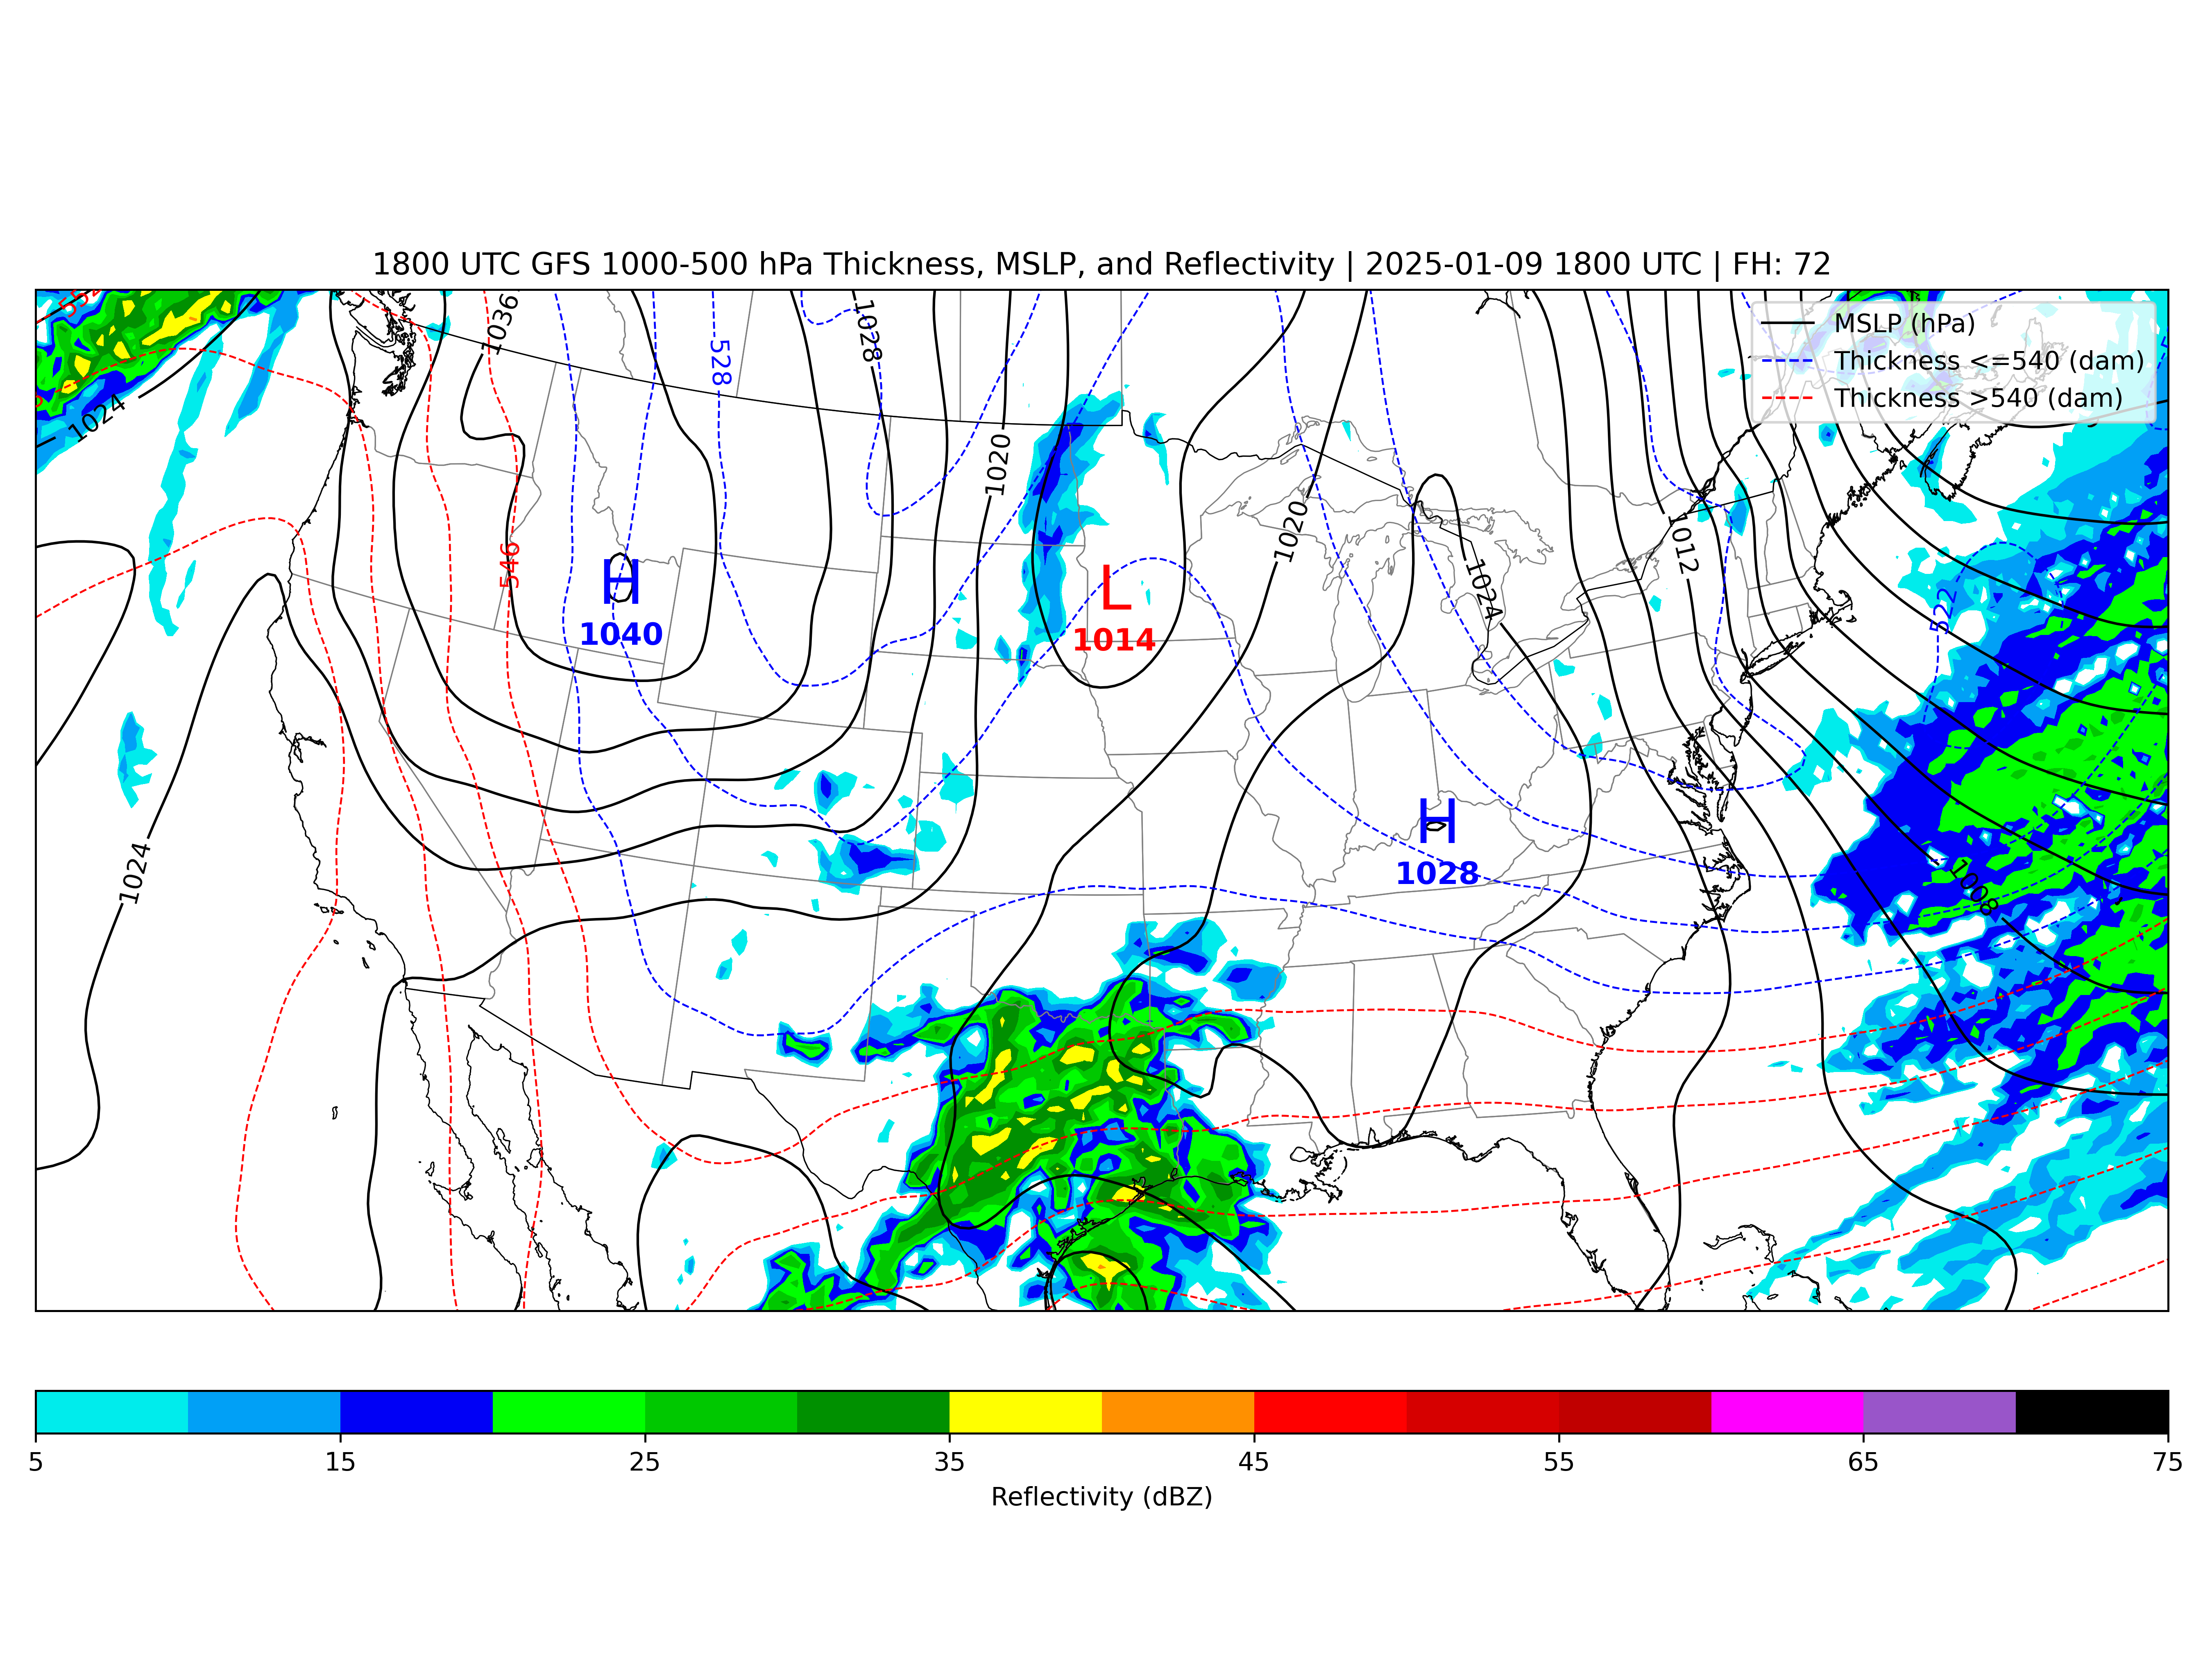 1800 UTC GFS 1000-500 hPa Thickness, MSLP, and Reflectivity | 2025-01-09 1800 UTC | FH: 72
MSLP (hPa)
Thickness <=540 (dam)
Thickness >540 (dam)
1036
1028
528
1024
1020
1020
1012
546
H
1040
L
1014
1024
522
H
1028
1024
1008
5
15
25
35
45
55
65
75
Reflectivity (dBZ)